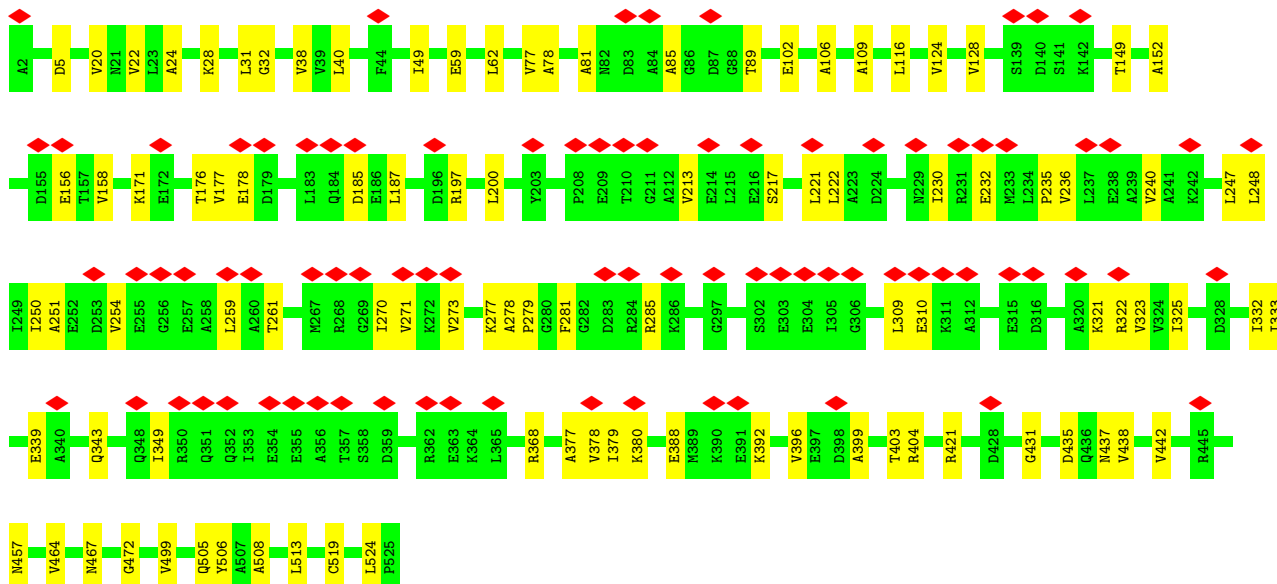 A2 D5 V20 N21 V22 L23 A24 K28 L31 G32 V38 V39 L40 F44 I49 E59 L62 V77 A78 A81 N82 D83 A84 A85 G86 D87 G88 T89 E102 A106 A109 L116 V124 V128 S139 D140 S141 K142 T149 A152
D155 E156 T157 V158 K171 E172 T176 V177 E178 D179 L183 Q184 D185 E186 L187 D196 R197 L200 Y203 P208 E209 T210 G211 A212 V213 E214 L215 E216 S217 L221 L222 A223 D224 N229 I230 R231 E232 M233 L234 P235 V236 L237 E238 A239 V240 A241 K242 L247 L248
I249 I250 A251 E252 D253 V254 E255 G256 E257 A258 L259 A260 T261 M267 R268 G269 I270 V271 K272 V273 K277 A278 P279 G280 F281 G282 D283 R284 R285 K286 G297 S302 E303 E304 I305 G306 L309 E310 K311 A312 E315 D316 A320 K321 R322 V323 V324 I325 D328 I332 I333
E339 A340 Q343 Q348 I349 R350 Q351 Q352 I353 E354 E355 A356 T357 S358 D359 R362 E363 K364 L365 R368 A377 V378 I379 K380 E388 M389 K390 E391 K392 V396 E397 D398 A399 T403 R404 R421 D428 G431 D435 Q436 N437 V438 V442 R445
N457 V464 N467 G472 V499 Q505 Y506 A507 A508 L513 C519 L524 P525